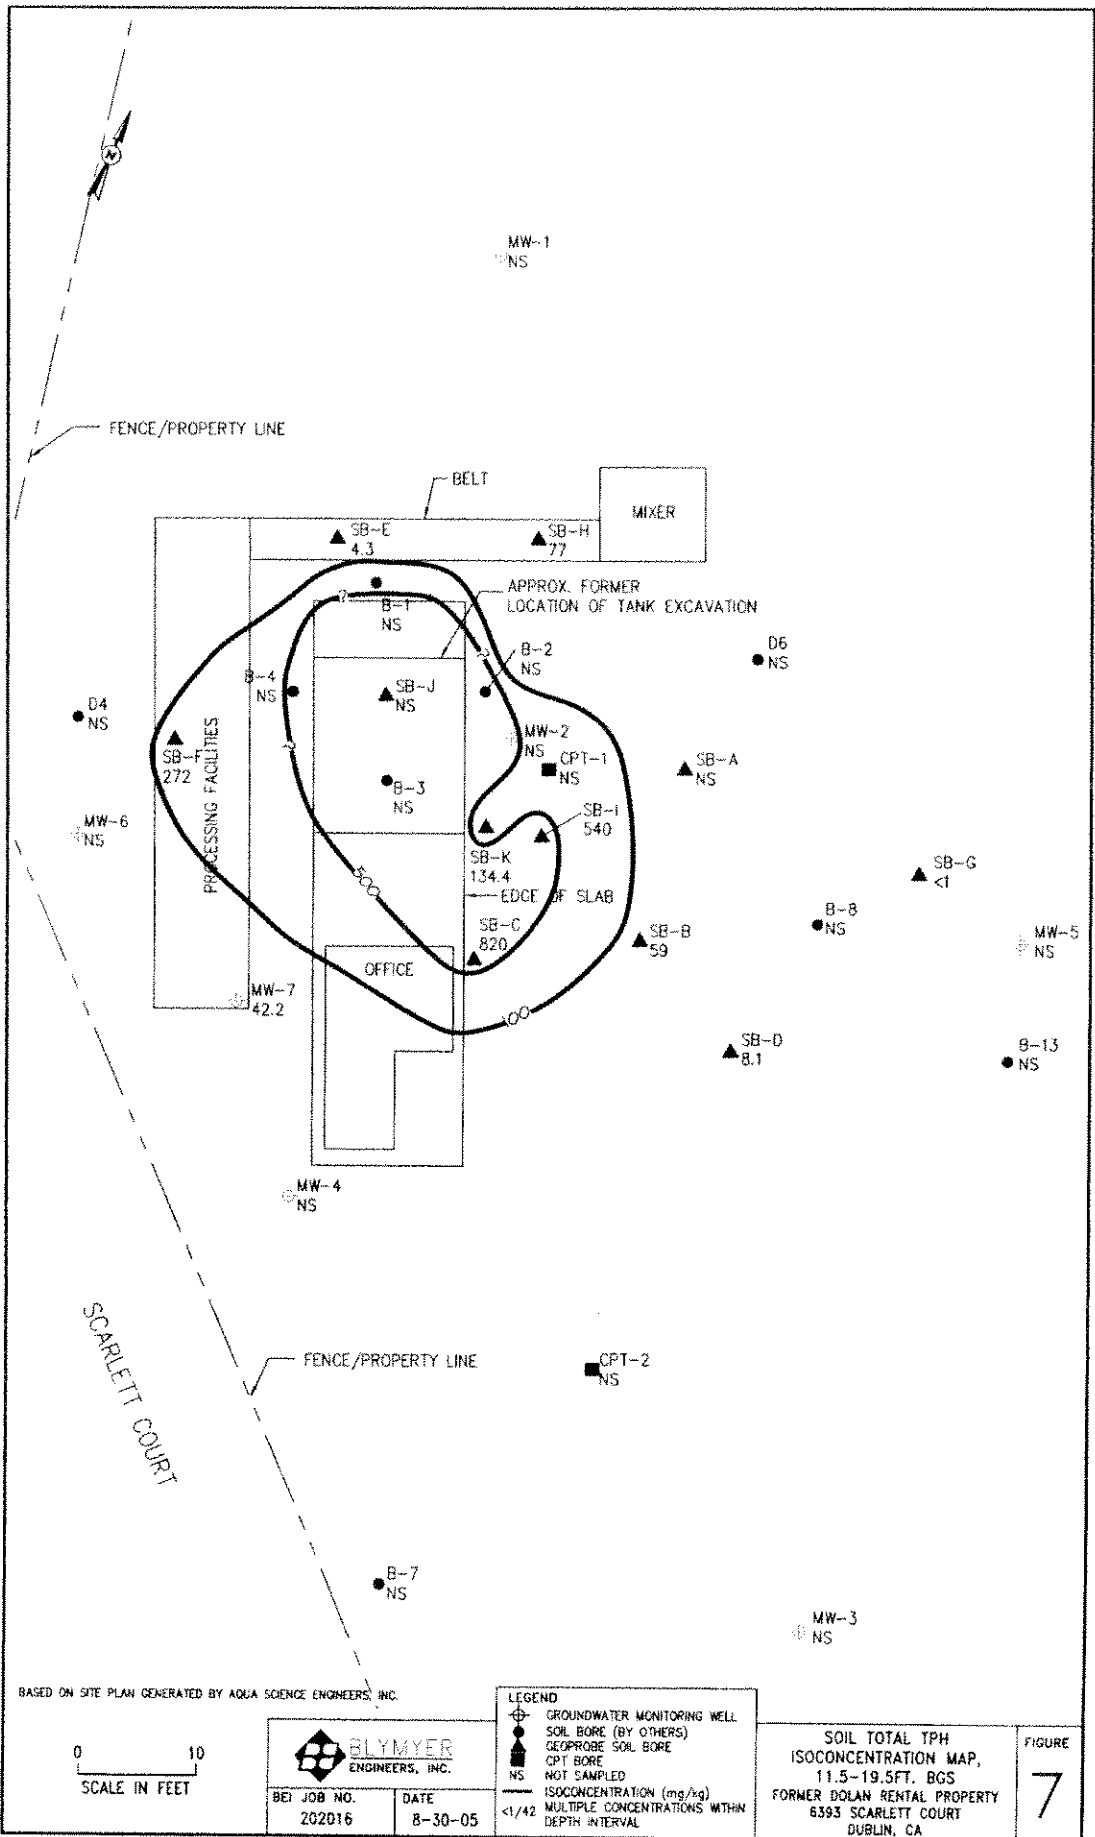 N
MW-1
NS
FENCE/PROPERTY LINE
BELT
MIXER
SB-E
4.3
SB-H
77
APPROX. FORMER
LOCATION OF TANK EXCAVATION
?
B-1
NS
?
B-2
NS
D6
NS
B-4
NS
SB-J
NS
D4
NS
?
MW-2
NS
SB-F
272
PROCESSING FACILITIES
CPT-1
NS
SB-A
NS
B-3
NS
MW-6
NS
SB-I
540
SB-K
134.4
SB-G
<1
500
EDGE OF SLAB
B-8
NS
SB-C
820
SB-B
59
MW-5
NS
OFFICE
MW-7
42.2
100
SB-D
8.1
B-13
NS
MW-4
NS
SCARLETT COURT
FENCE/PROPERTY LINE
CPT-2
NS
B-7
NS
MW-3
NS
BASED ON SITE PLAN GENERATED BY AQUA SCIENCE ENGINEERS, INC.
0 10
SCALE IN FEET
BLYMYER
ENGINEERS, INC.
BEI JOB NO.
202016
DATE
8-30-05
LEGEND
GROUNDWATER MONITORING WELL
SOIL BORE (BY OTHERS)
GEOPROBE SOIL BORE
CPT BORE
NS NOT SAMPLED
ISOCONCENTRATION (mg/kg)
<1/42 MULTIPLE CONCENTRATIONS WITHIN
DEPTH INTERVAL
SOIL TOTAL TPH
ISOCONCENTRATION MAP,
11.5-19.5FT. BGS
FORMER DOLAN RENTAL PROPERTY
6393 SCARLETT COURT
DUBLIN, CA
FIGURE
7